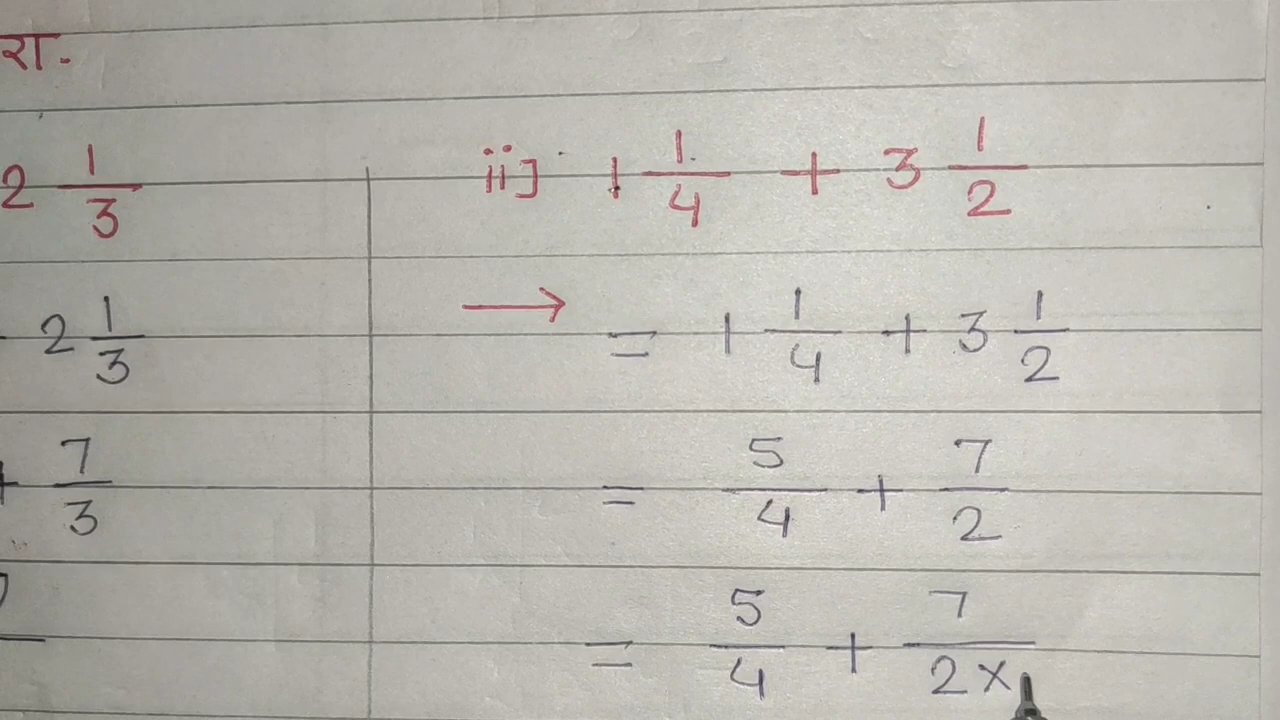 रा.
2 1/3
ii] 1 1/4 + 3 1/2
2 1/3
→ = 1 1/4 + 3 1/2
+ 7/3
= 5/4 + 7/2
= 5/4 + 7/2×